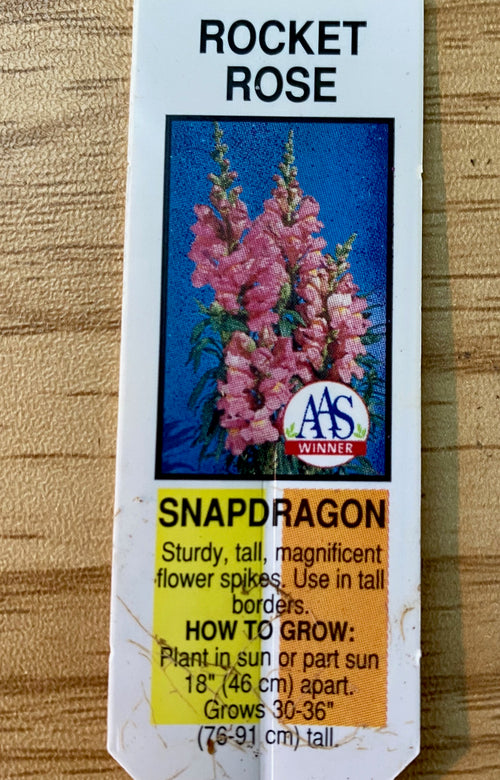 ROCKET
ROSE
AAS
WINNER
SNAPDRAGON
Sturdy, tall, magnificent
flower spikes. Use in tall
borders.
HOW TO GROW:
Plant in sun or part sun
18" (46 cm) apart.
Grows 30-36"
(76-91 cm) tall.